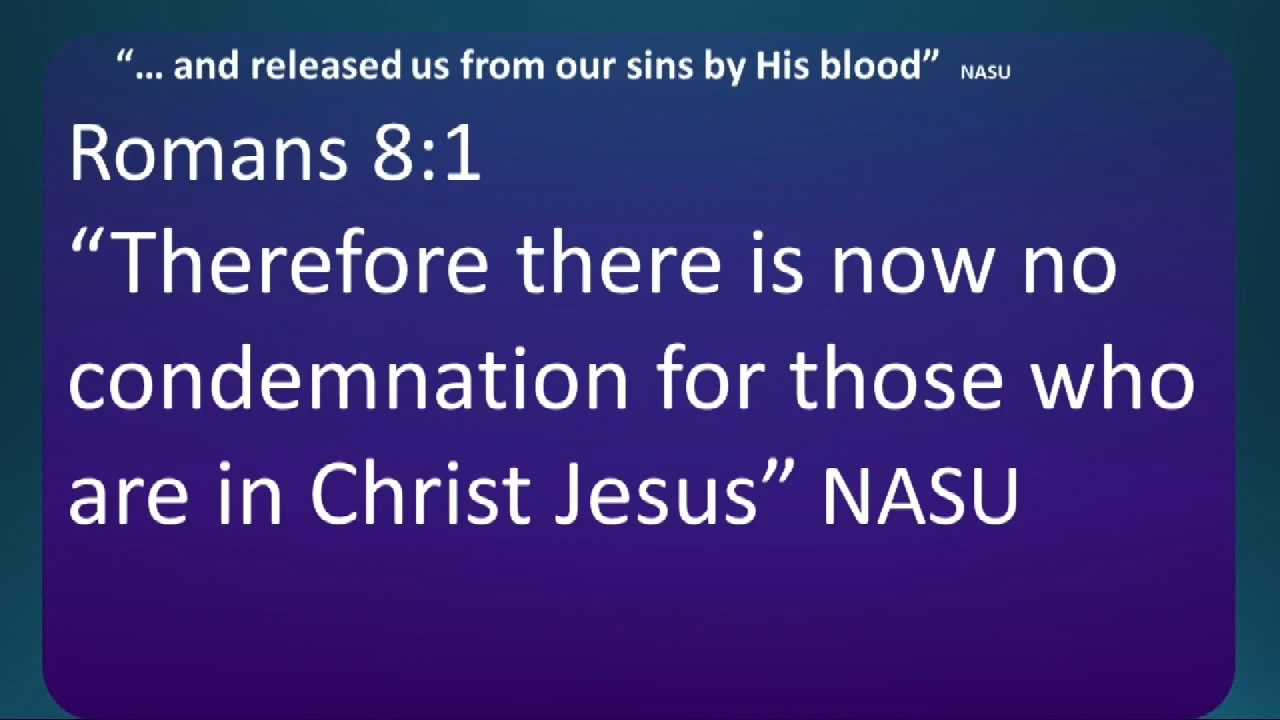 “... and released us from our sins by His blood” NASU
Romans 8:1
“Therefore there is now no
condemnation for those who
are in Christ Jesus” NASU